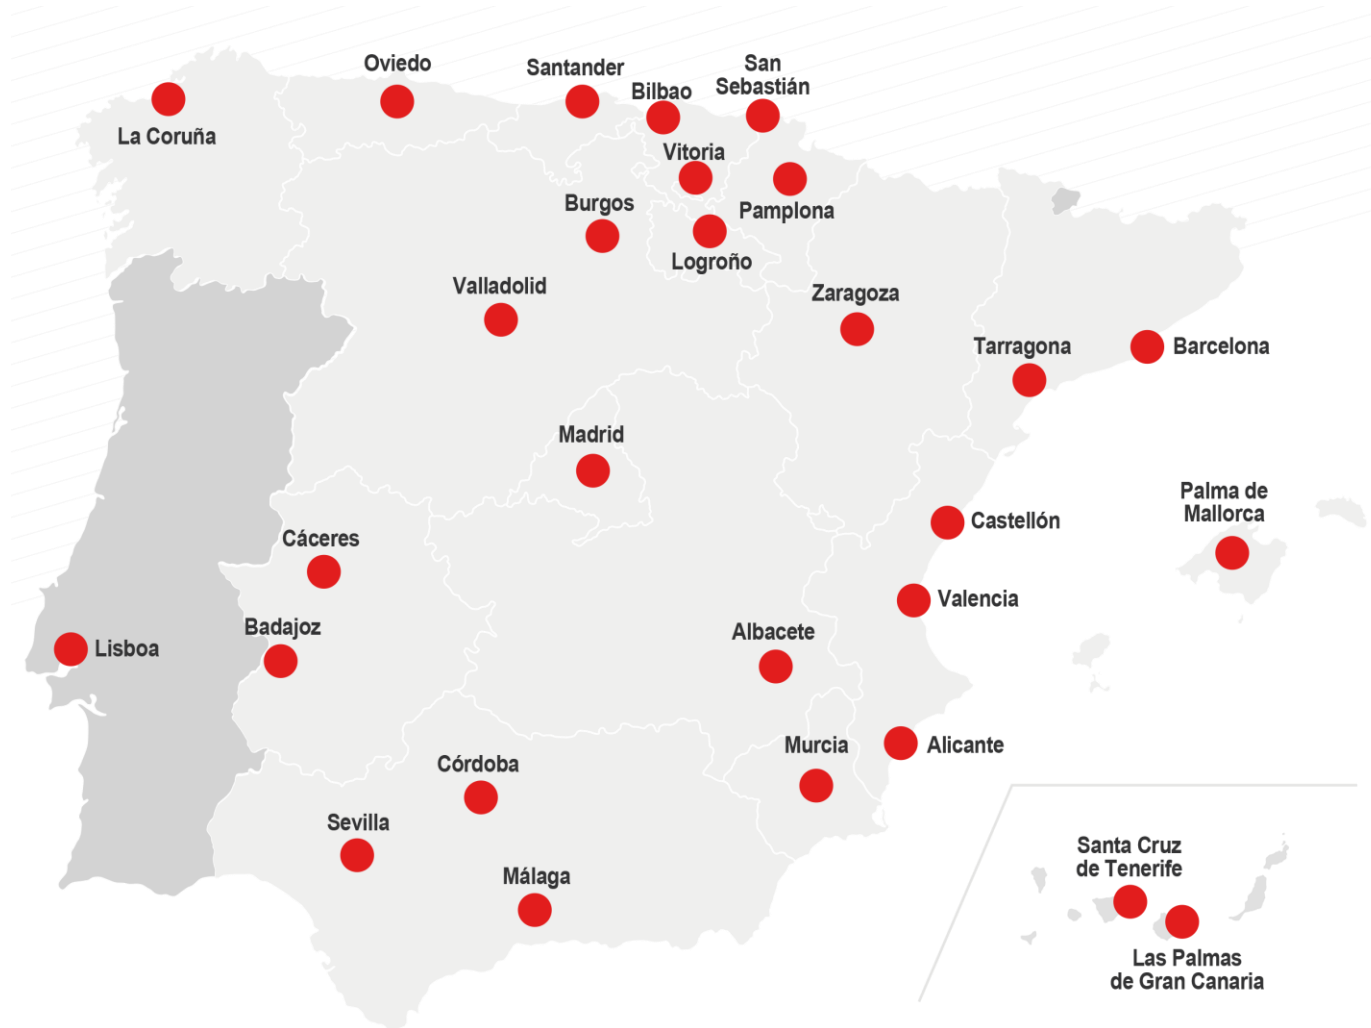 Oviedo
Santander
San
Sebastián
Bilbao
La Coruña
Vitoria
Burgos
Pamplona
Logroño
Valladolid
Zaragoza
Tarragona
Barcelona
Madrid
Palma de
Mallorca
Castellón
Cáceres
Valencia
Badajoz
Albacete
Lisboa
Murcia
Alicante
Córdoba
Sevilla
Málaga
Santa Cruz
de Tenerife
Las Palmas
de Gran Canaria